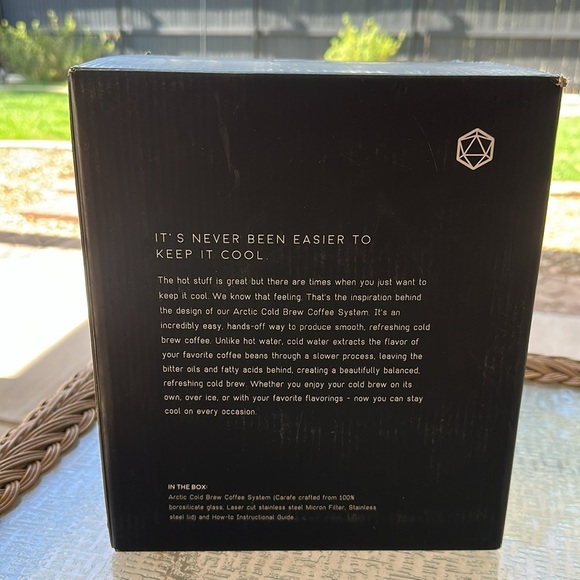 IT'S NEVER BEEN EASIER TO
KEEP IT COOL.
The hot stuff is great but there are times when you just want to
keep it cool. We know that feeling. That's the inspiration behind
the design of our Arctic Cold Brew Coffee System. It's an
incredibly easy, hands-off way to produce smooth, refreshing cold
brew coffee. Unlike hot water, cold water extracts the flavor of
your favorite coffee beans through a slower process, leaving the
bitter oils and fatty acids behind, creating a beautifully balanced,
refreshing cold brew. Whether you enjoy your cold brew on its
own, over ice, or with your favorite flavorings - now you can stay
cool on every occasion.
IN THE BOX:
Arctic Cold Brew Coffee System (Carafe crafted from 100%
borosilicate glass, Laser cut stainless steel Micron Filter, Stainless
steel lid) and How-to Instructional Guide.